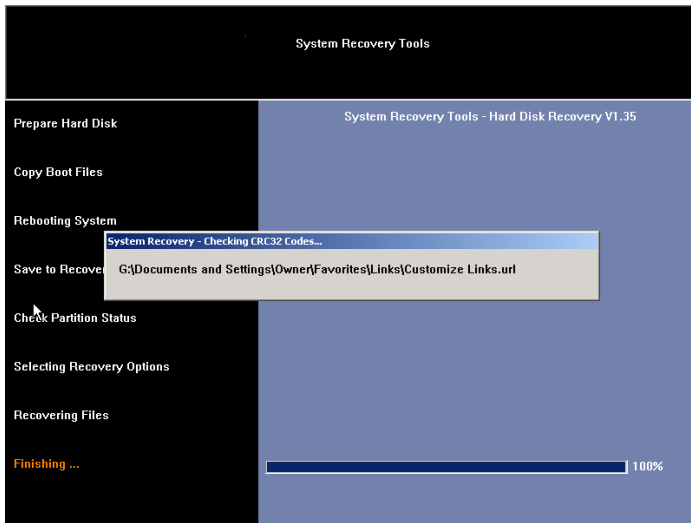 System Recovery Tools
System Recovery Tools - Hard Disk Recovery V1.35
Prepare Hard Disk
Copy Boot Files
Rebooting System
System Recovery - Checking CRC32 Codes...
G:\Documents and Settings\Owner\Favorites\Links\Customize Links.url
Save to Recover
Check Partition Status
Selecting Recovery Options
Recovering Files
Finishing ...
100%